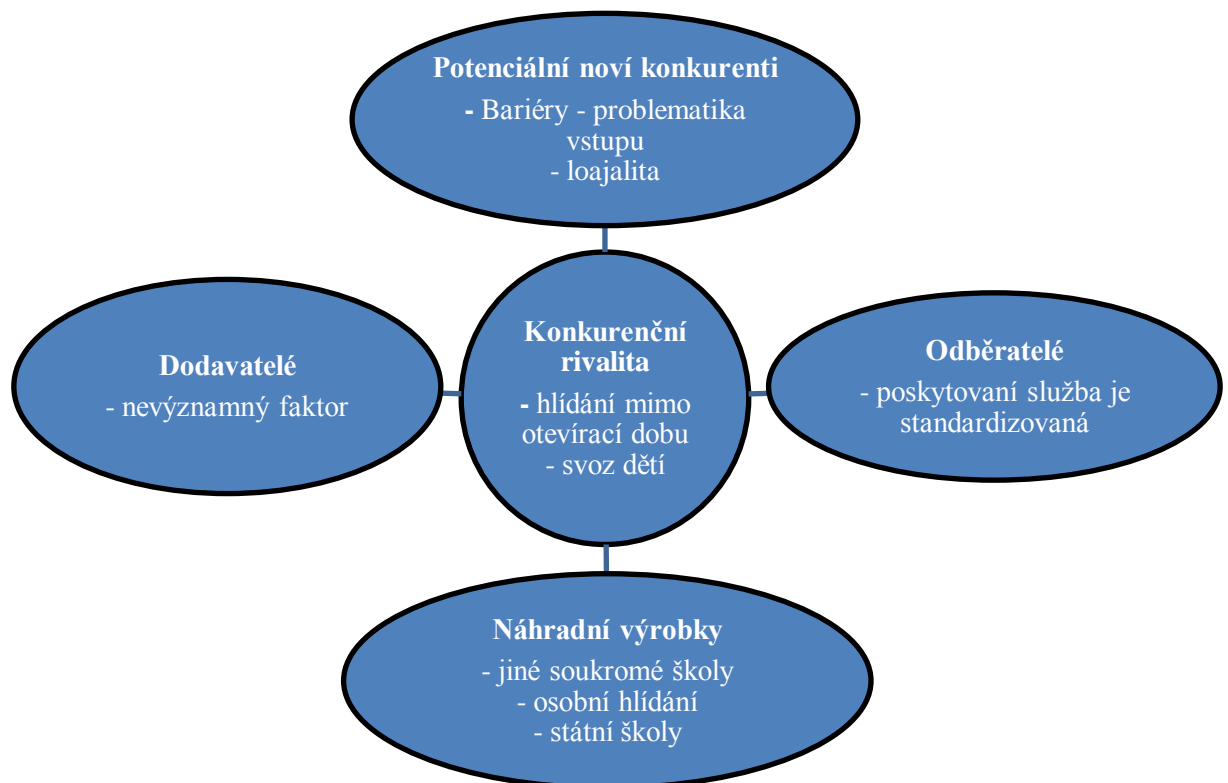 Potenciální noví konkurenti
- Bariéry - problematika
vstupu
- loajalita
Dodavatelé
- nevýznamný faktor
Konkurenční
rivalita
- hlídání mimo
otevírací dobu
- svoz dětí
Odběratelé
- poskytovaní služba je
standardizovaná
Náhradní výrobky
- jiné soukromé školy
- osobní hlídání
- státní školy